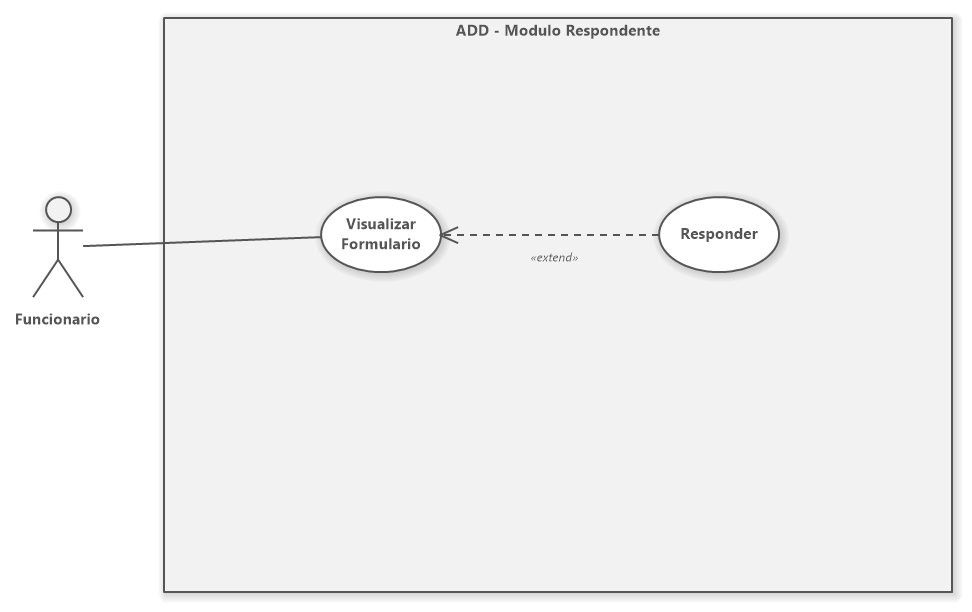 ADD - Modulo Respondente
Visualizar
Formulario
Responder
«extend»
Funcionario